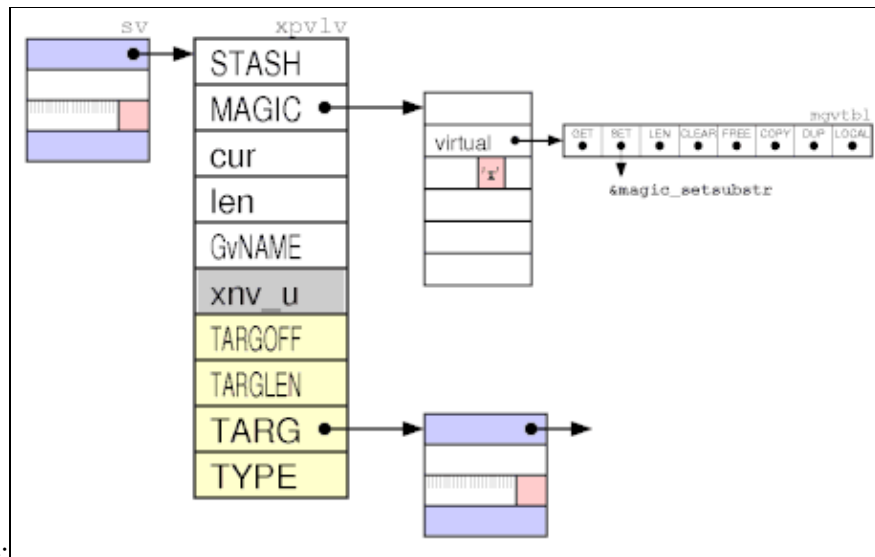 sv
xpvlv
STASH
MAGIC
cur
len
GvNAME
xnv_u
TARGOFF
TARGLEN
TARG
TYPE
virtual
'x'
mgvtbl
GET SET LEN CLEAR FREE COPY DUP LOCAL
&magic_setsubstr
.